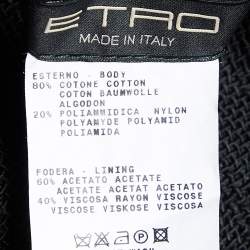 ETRO
MADE IN ITALY
ESTERNO - BODY
80% COTONE COTTON
COTON BAUMWOLLE
ALGODON
20% POLIAMMIDICA NYLON
POLYAMYDE POLYAMID
POLIAMIDA
FODERA - LINING
60% ACETATO ACETATE
ACETATE ACETAT ACETATO
40% VISCOSA RAYON VISCOSE
VISCOSE VISKOSE VISCOSA